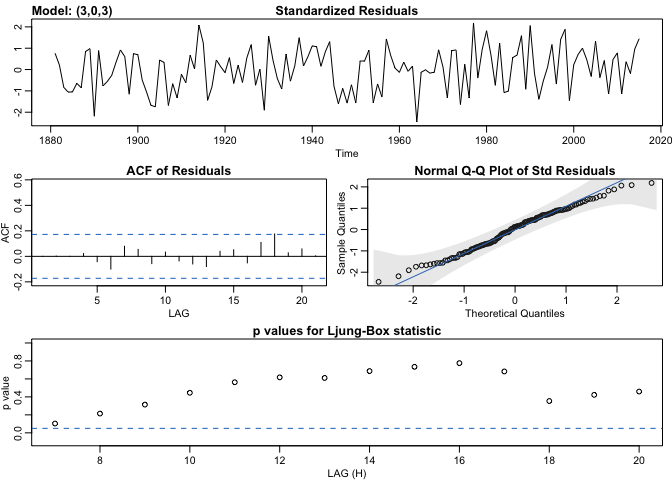 Model: (3,0,3) Standardized Residuals
2
1
0
-1
-2
1880 1900 1920 1940 1960 1980 2000 2020
Time
ACF of Residuals
ACF
0.6
0.4
0.2
0.0
-0.2
5 10 15 20
LAG
Normal Q-Q Plot of Std Residuals
Sample Quantiles
2
1
0
-1
-2
-2 -1 0 1 2
Theoretical Quantiles
p values for Ljung-Box statistic
p value
0.8
0.4
0.0
8 10 12 14 16 18 20
LAG (H)